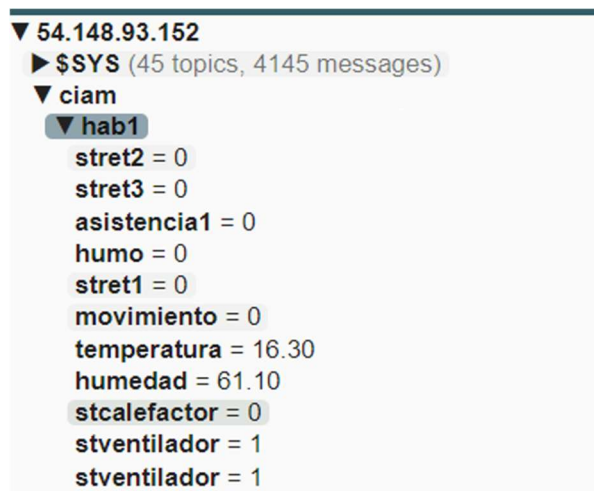 ▼ 54.148.93.152
▶ $SYS (45 topics, 4145 messages)
▼ ciam
▼ hab1
stret2 = 0
stret3 = 0
asistencia1 = 0
humo = 0
stret1 = 0
movimiento = 0
temperatura = 16.30
humedad = 61.10
stcalefactor = 0
stventilador = 1
stventilador = 1